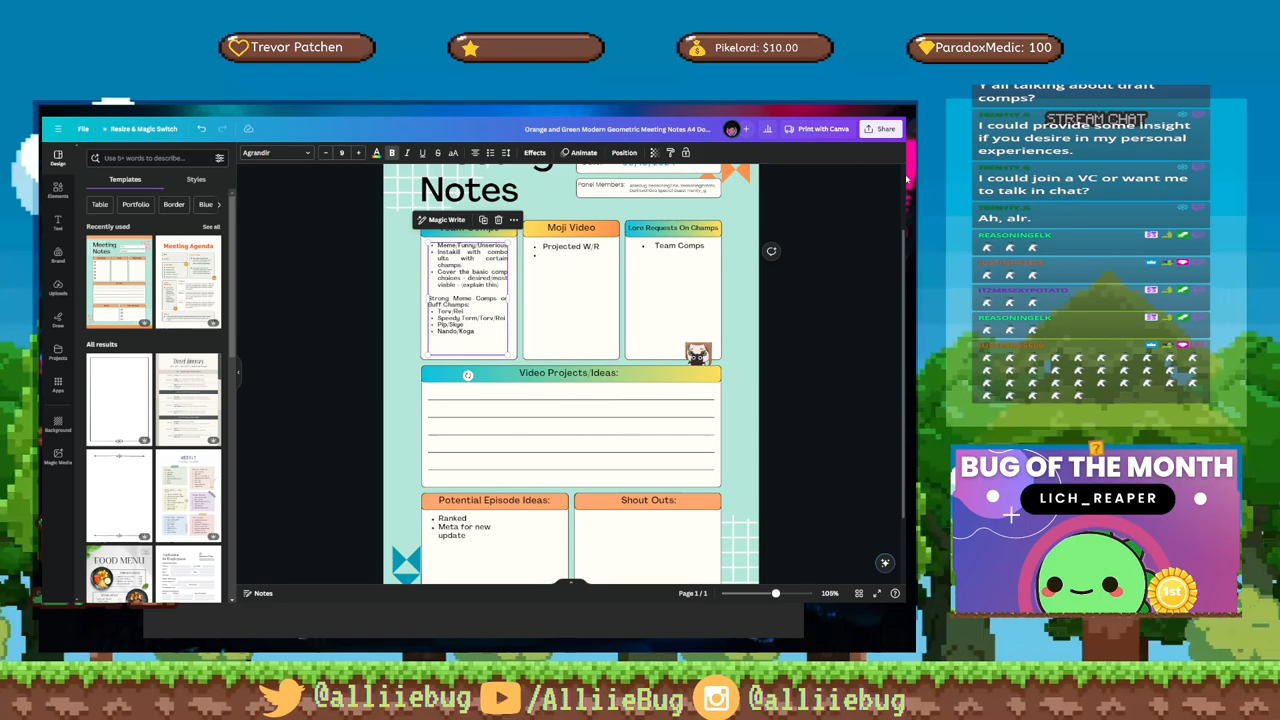 Trevor Patchen
Pikelord: $10.00
ParadoxMedic: 100
File
Resize & Magic Switch
Orange and Green Modern Geometric Meeting Notes A4 Do...
Print with Canva
Share
Design
Elements
Text
Brand
Uploads
Draw
Projects
Apps
Background
Magic Media
Use 5+ words to describe...
Templates
Styles
Table
Portfolio
Border
Blue
Recently used
See all
Meeting
Notes
Meeting Agenda
All results
WEEKLY
FOOD MENU
Agrandir
9
A
B
I
U
S
aA
Effects
Animate
Position
Notes
Panel Members:
Magic Write
Moji Video
Lore Requests On Champs
Meme/Funny/Unserious
Instakill with combo
ults with certain
champs
Cover the basic comp
choices - desired/most
viable - (explain this)
Strong Meme Comps or
Buff Champs:
Torv/Rei
Speedy Term/Torv/Rei
Pip/Skye
Nando/Koga
Projected W/R
Team Comps
Video Projects/Ideas:
Potential Episode Ideas:
Shout Outs:
Ranked
Meta for new
update
Notes
Page 1 / 1
105%
Y'all talking about draft
comps?
STREAM CHAT
I could provide some insight
if you desire in my personal
experiences.
I could join a VC or want me
to talk in chat?
Ah, alr.
REASONINGELK
ITZMRSEXYPOTATO
REASONINGELK
BUG OF THE MONTH
LICH_REAPER
1st
@alliiebug
/AlliieBug
@alliiebug